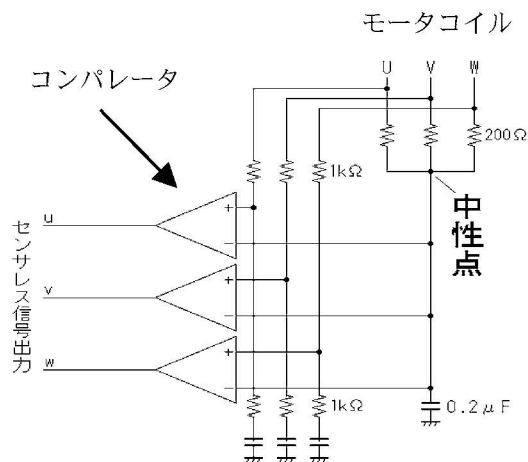 モータコイル
コンパレータ
U V W
200Ω
1kΩ
中性点
センサレス信号出力
u
+
-
v
+
-
w
+
-
1kΩ
0.2μF